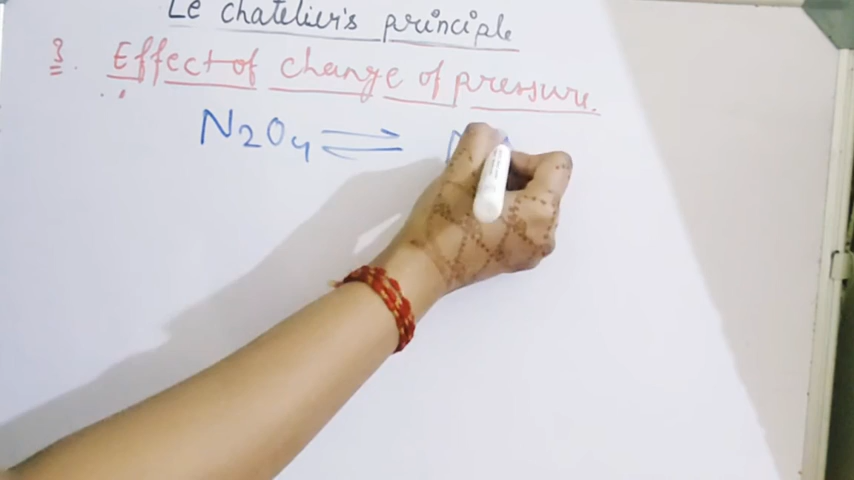 Le chatelier's principle
3. Effect of change of pressure.
N2O4 ⇌ N